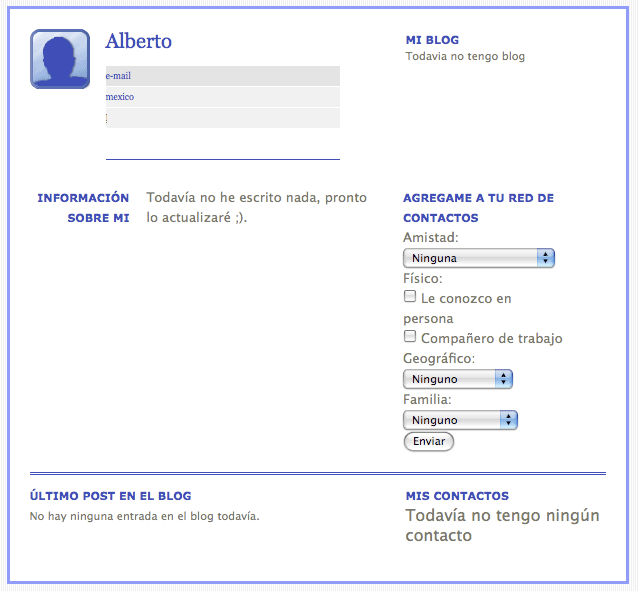 Alberto
e-mail
mexico
MI BLOG
Todavia no tengo blog
INFORMACIÓN
SOBRE MI
Todavía no he escrito nada, pronto
lo actualizaré ;).
AGREGAME A TU RED DE
CONTACTOS
Amistad:
Ninguna
Físico:
Le conozco en
persona
Compañero de trabajo
Geográfico:
Ninguno
Familia:
Ninguno
Enviar
ÚLTIMO POST EN EL BLOG
No hay ninguna entrada en el blog todavía.
MIS CONTACTOS
Todavía no tengo ningún
contacto